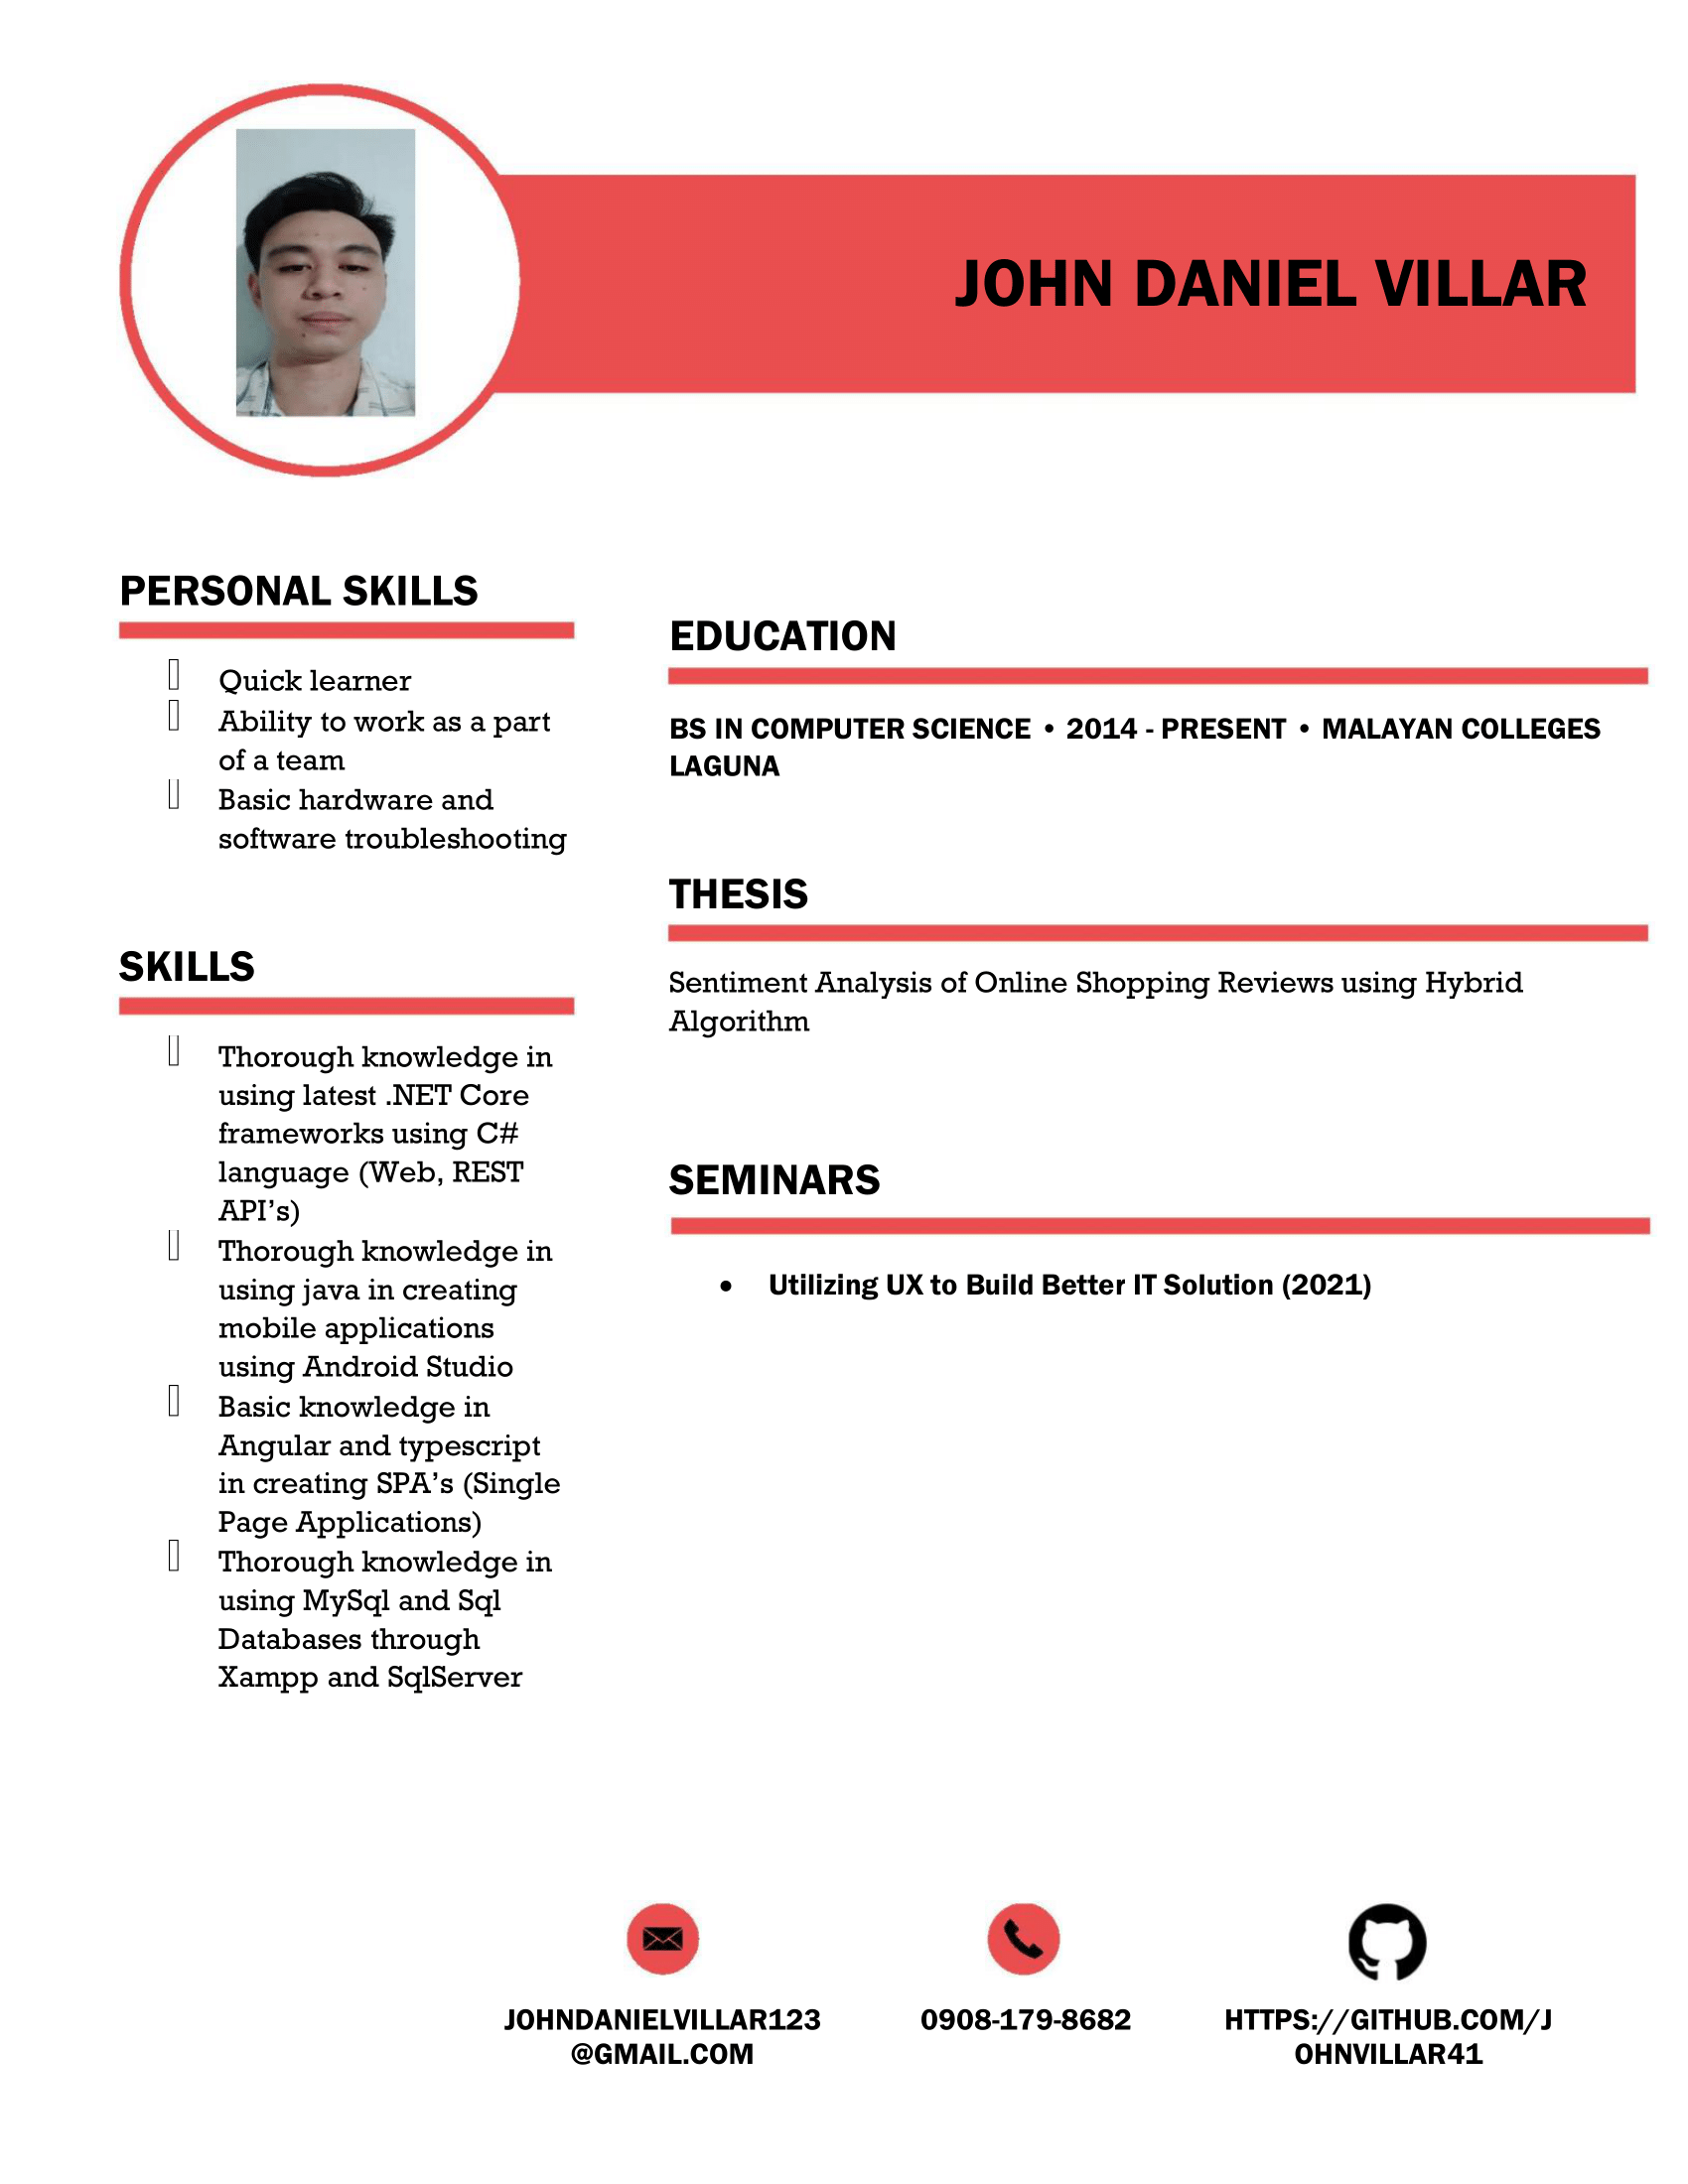 JOHN DANIEL VILLAR
PERSONAL SKILLS
Quick learner
Ability to work as a part
of a team
Basic hardware and
software troubleshooting
SKILLS
Thorough knowledge in
using latest .NET Core
frameworks using C#
language (Web, REST
API’s)
Thorough knowledge in
using java in creating
mobile applications
using Android Studio
Basic knowledge in
Angular and typescript
in creating SPA’s (Single
Page Applications)
Thorough knowledge in
using MySql and Sql
Databases through
Xampp and SqlServer
EDUCATION
BS IN COMPUTER SCIENCE • 2014 - PRESENT • MALAYAN COLLEGES
LAGUNA
THESIS
Sentiment Analysis of Online Shopping Reviews using Hybrid
Algorithm
SEMINARS
• Utilizing UX to Build Better IT Solution (2021)
JOHNDANIELVILLAR123
@GMAIL.COM
0908-179-8682
HTTPS://GITHUB.COM/J
OHNVILLAR41